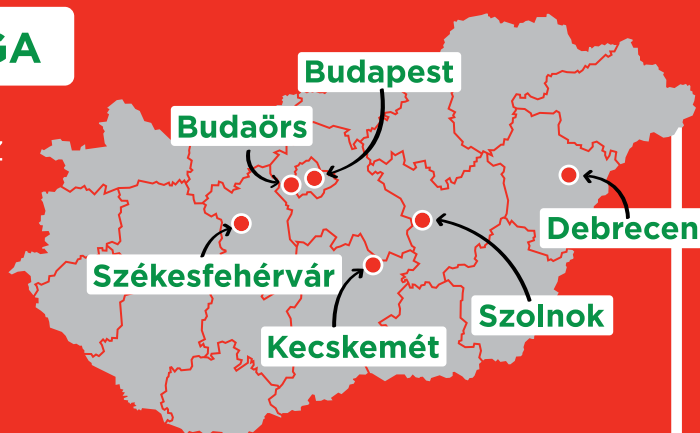 GA
Budapest
Budaörs
Debrecen
Székesfehérvár
Szolnok
Kecskemét